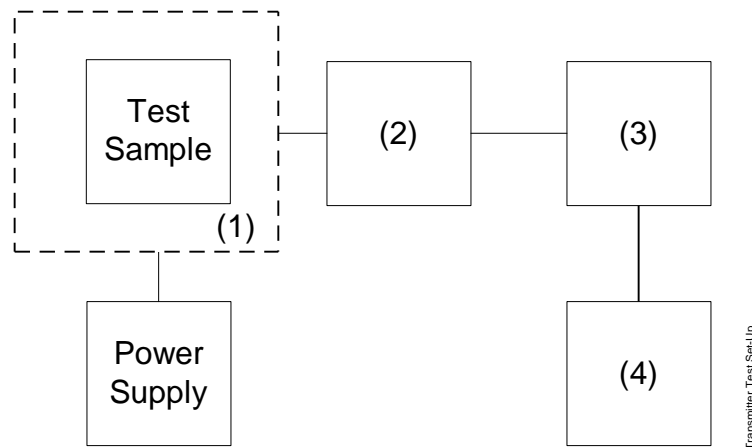 Test
Sample
(1)
(2)
(3)
Power
Supply
(4)
Transmitter Test Set-Up